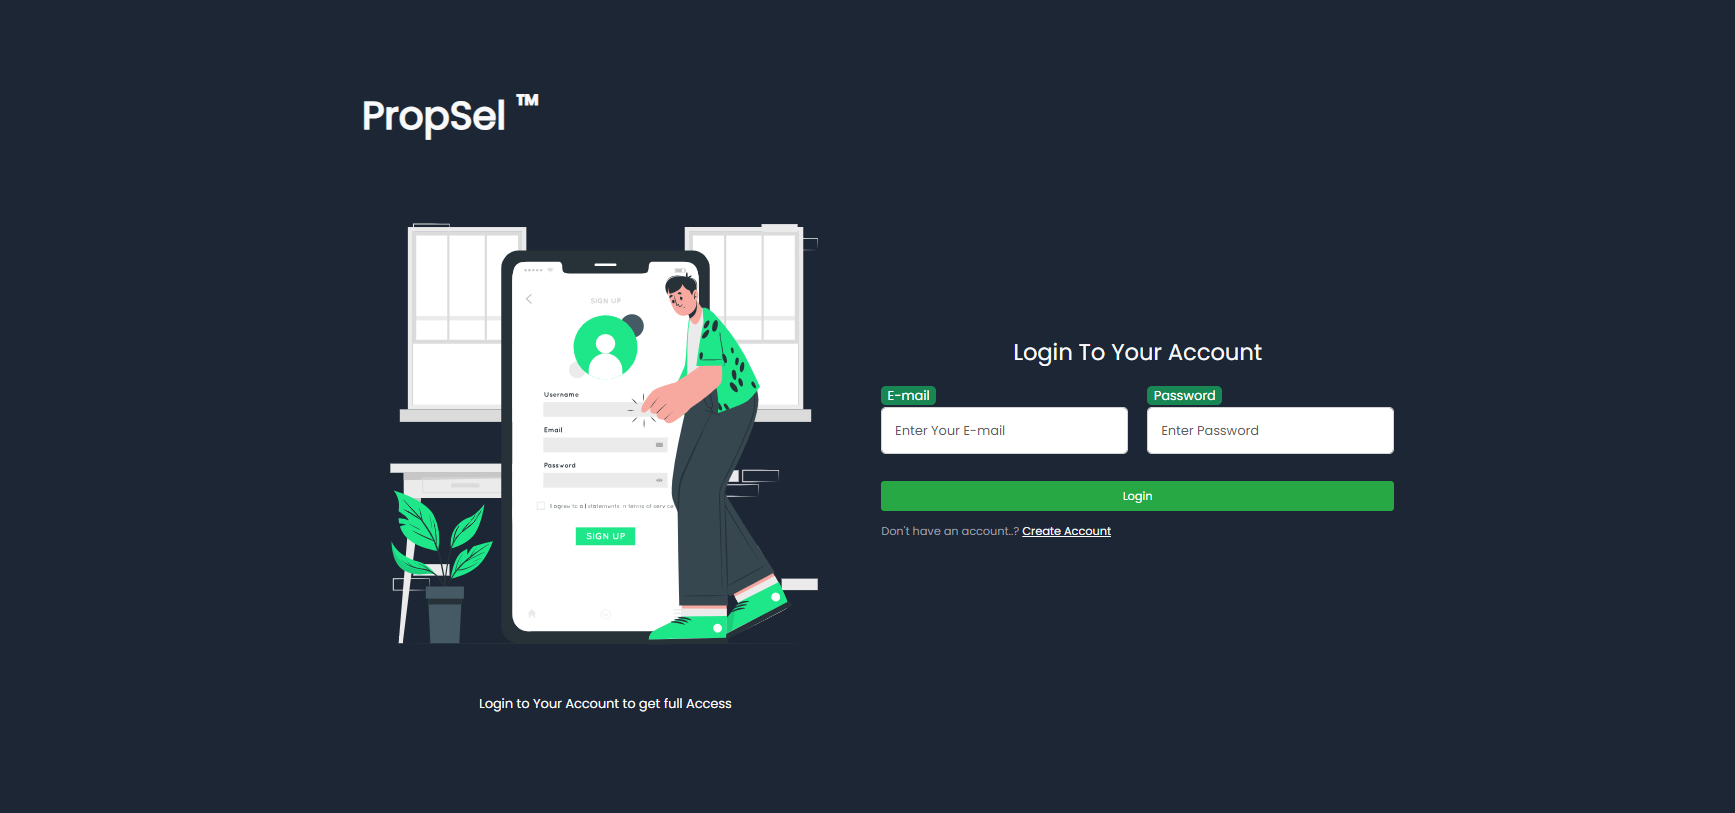 PropSel ™
SIGN UP
Username
Email
Password
I agree to all statements in terms of service
SIGN UP
Login to Your Account to get full Access
Login To Your Account
E-mail Password
Enter Your E-mail Enter Password
Login
Don't have an account..? Create Account